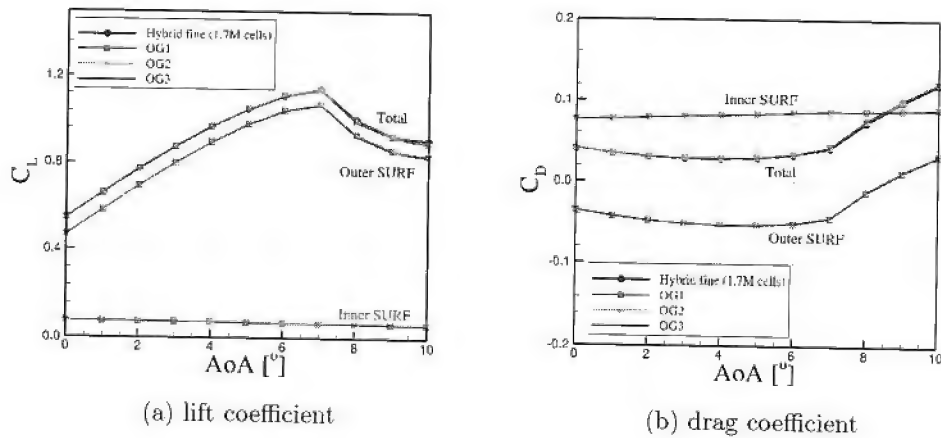 Hybrid fine (1.7M cells)
OG1
OG2
OG3
1.2
0.8
0.4
0.0
C_L
Total
Outer SURF
Inner SURF
0 2 4 6 8 10
AoA [°]
(a) lift coefficient
0.2
0.1
0.0
-0.1
-0.2
C_D
Inner SURF
Total
Outer SURF
Hybrid fine (1.7M cells)
OG1
OG2
OG3
0 2 4 6 8 10
AoA [°]
(b) drag coefficient